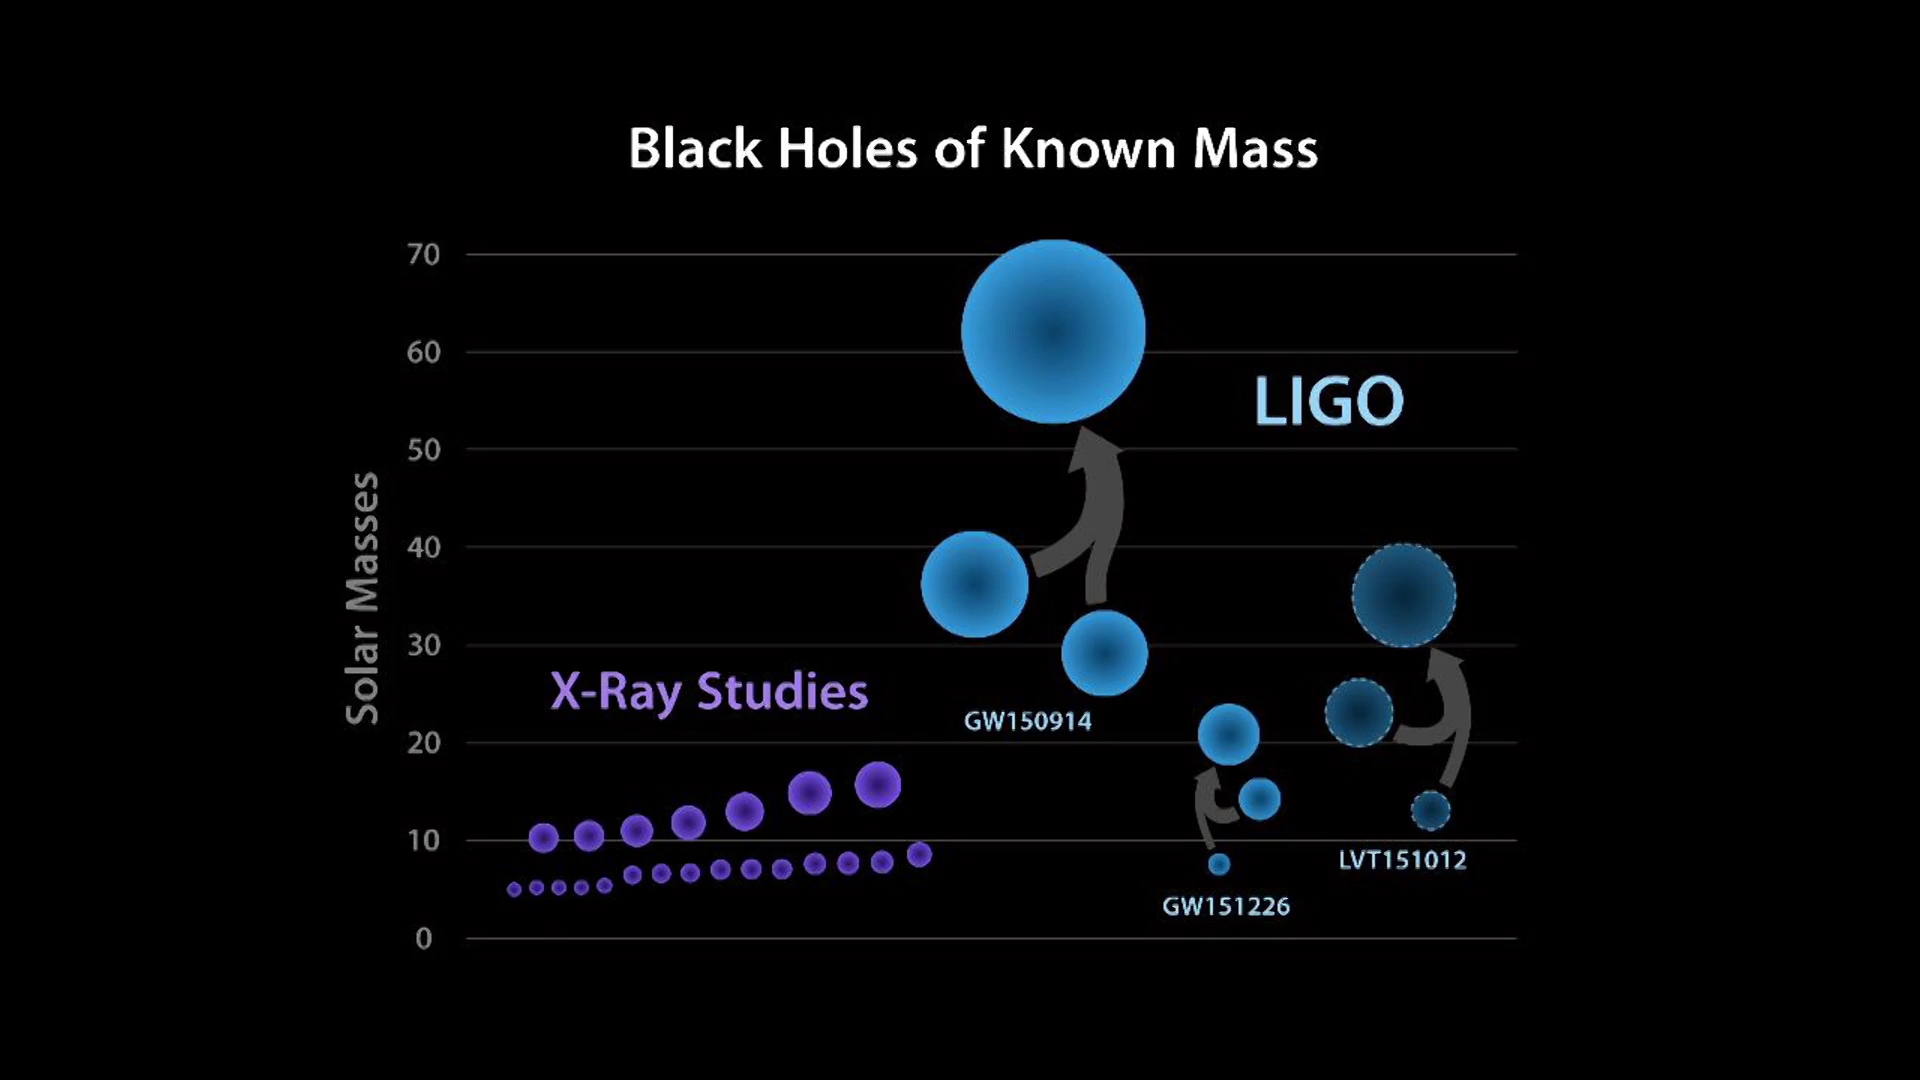 Black Holes of Known Mass
70
60
LIGO
50
Solar Masses
40
30
X-Ray Studies
GW150914
20
10
LVT151012
GW151226
0